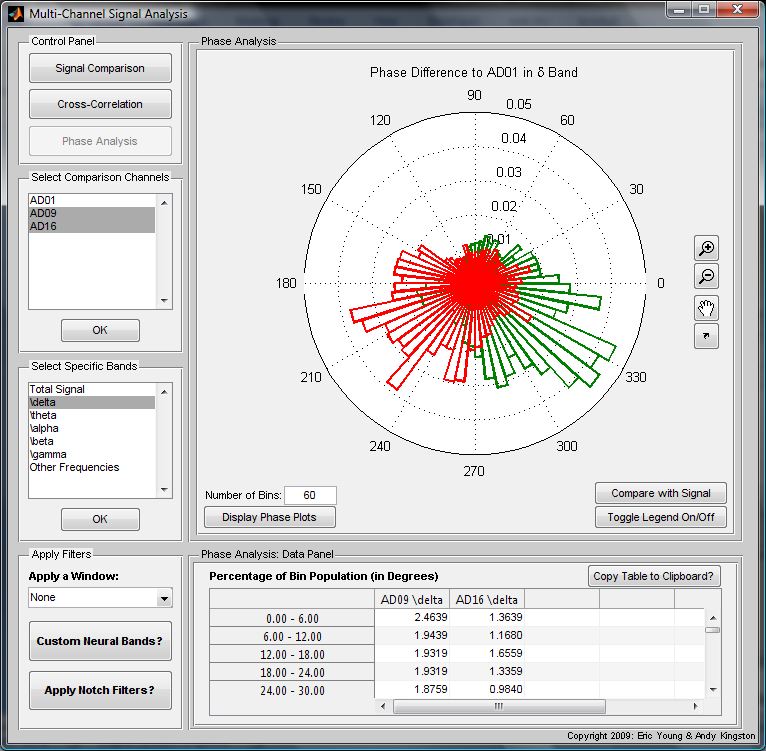 Multi-Channel Signal Analysis
Control Panel
Signal Comparison
Cross-Correlation
Phase Analysis
Select Comparison Channels
AD01
AD09
AD16
OK
Select Specific Bands
Total Signal
\delta
\theta
\alpha
\beta
\gamma
Other Frequencies
OK
Apply Filters
Apply a Window:
None
Custom Neural Bands?
Apply Notch Filters?
Phase Analysis
Phase Difference to AD01 in δ Band
90
0.05
120
60
0.04
0.03
150
30
0.02
0.01
180
0
210
330
240
300
270
Number of Bins: 60
Display Phase Plots
Compare with Signal
Toggle Legend On/Off
Phase Analysis: Data Panel
Percentage of Bin Population (in Degrees)
Copy Table to Clipboard?
AD09 \delta AD16 \delta
0.00 - 6.00 2.4639 1.3639
6.00 - 12.00 1.9439 1.1680
12.00 - 18.00 1.9319 1.6559
18.00 - 24.00 1.9319 1.3359
24.00 - 30.00 1.8759 0.9840
Copyright 2009: Eric Young & Andy Kingston